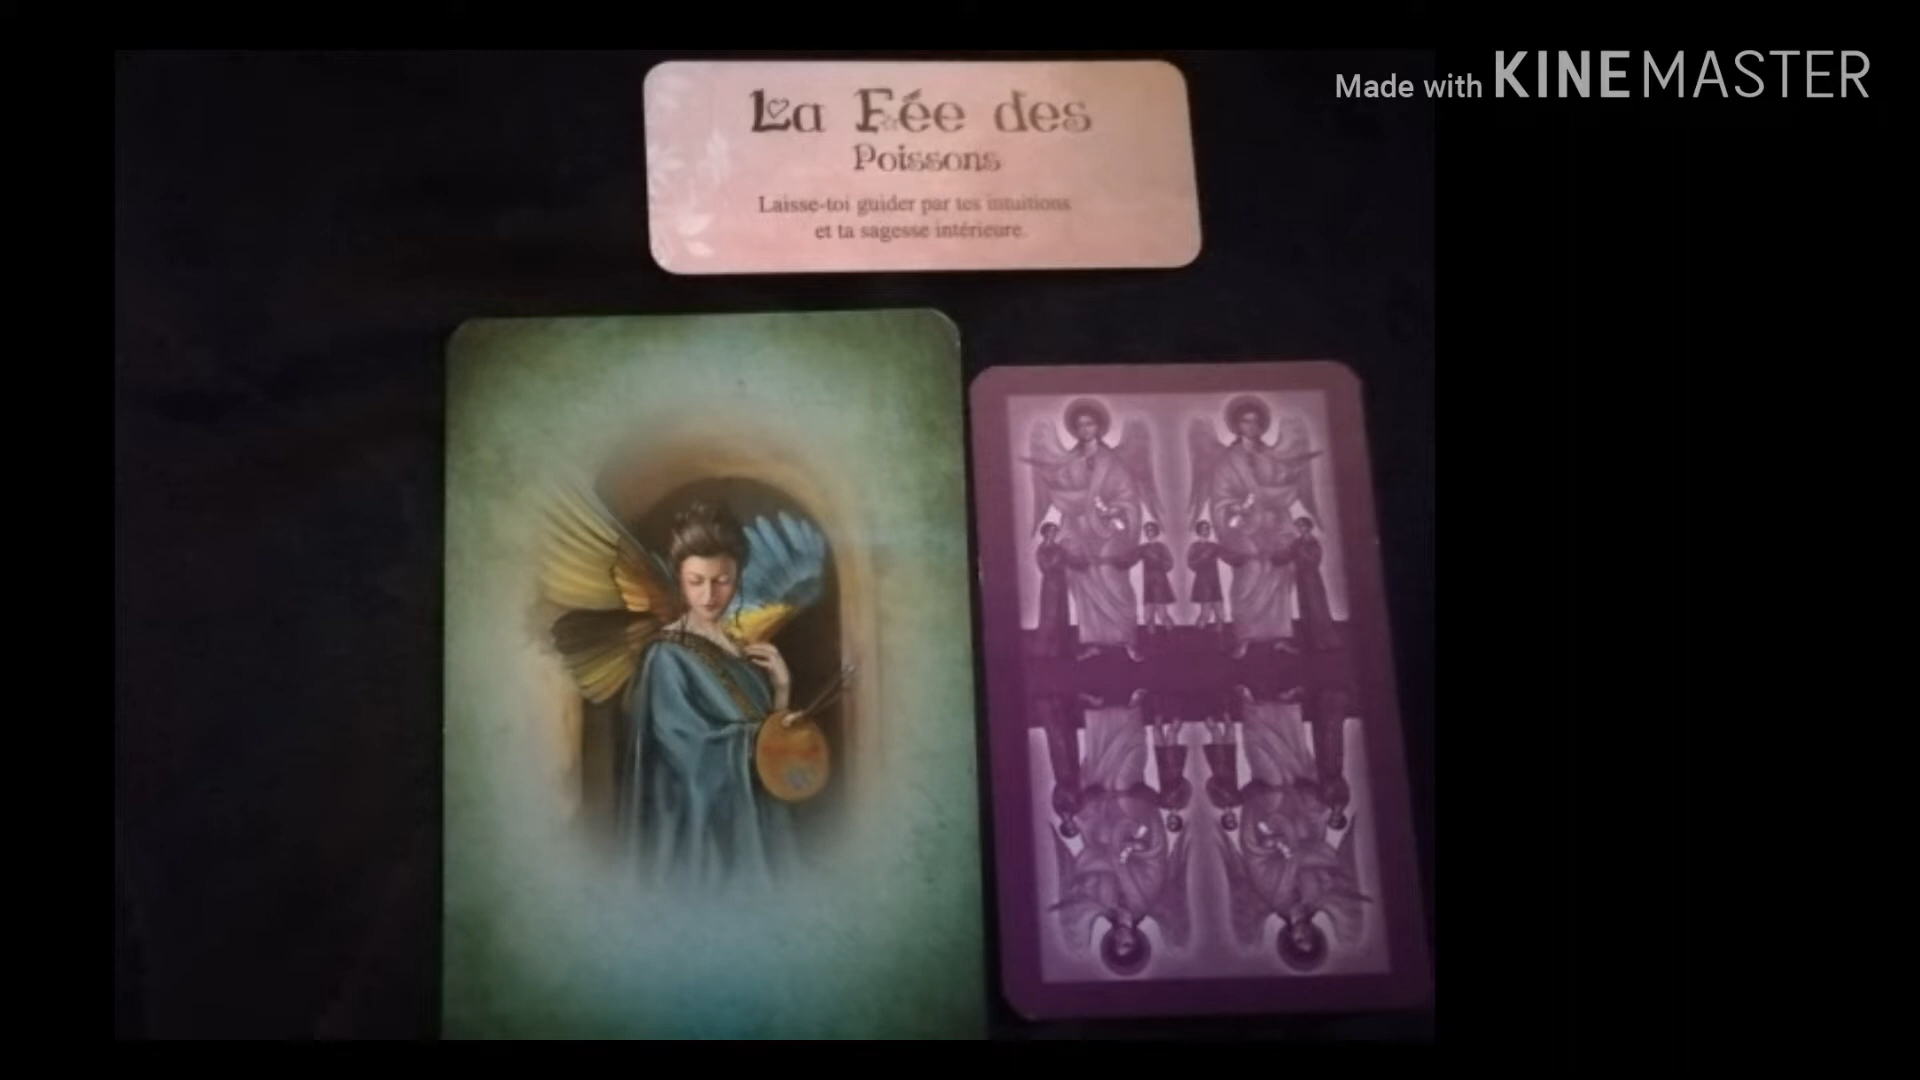 Made with KINEMASTER
La Fée des
Poissons
Laisse-toi guider par tes intuitions
et ta sagesse intérieure.